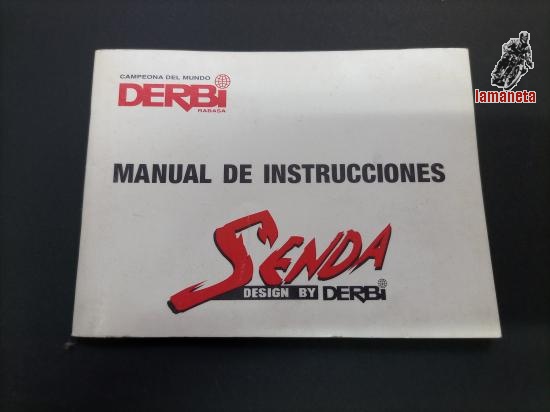 CAMPEONA DEL MUNDO
DERBi
RABASA
MANUAL DE INSTRUCCIONES
SENDA
DESIGN BY DERBi
lamaneta